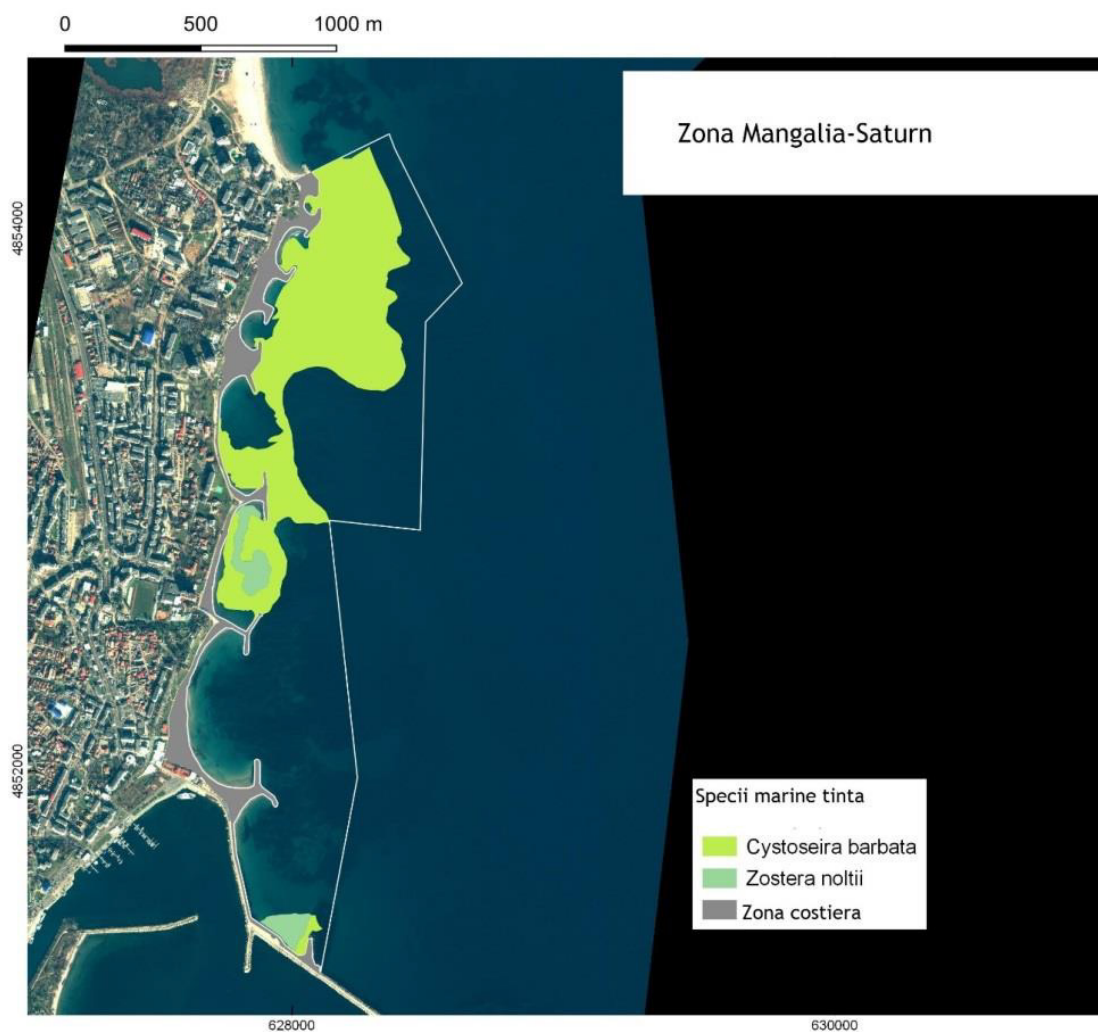 0 500 1000 m
Zona Mangalia-Saturn
4854000
4852000
Specii marine tinta
Cystoseira barbata
Zostera noltii
Zona costiera
628000 630000